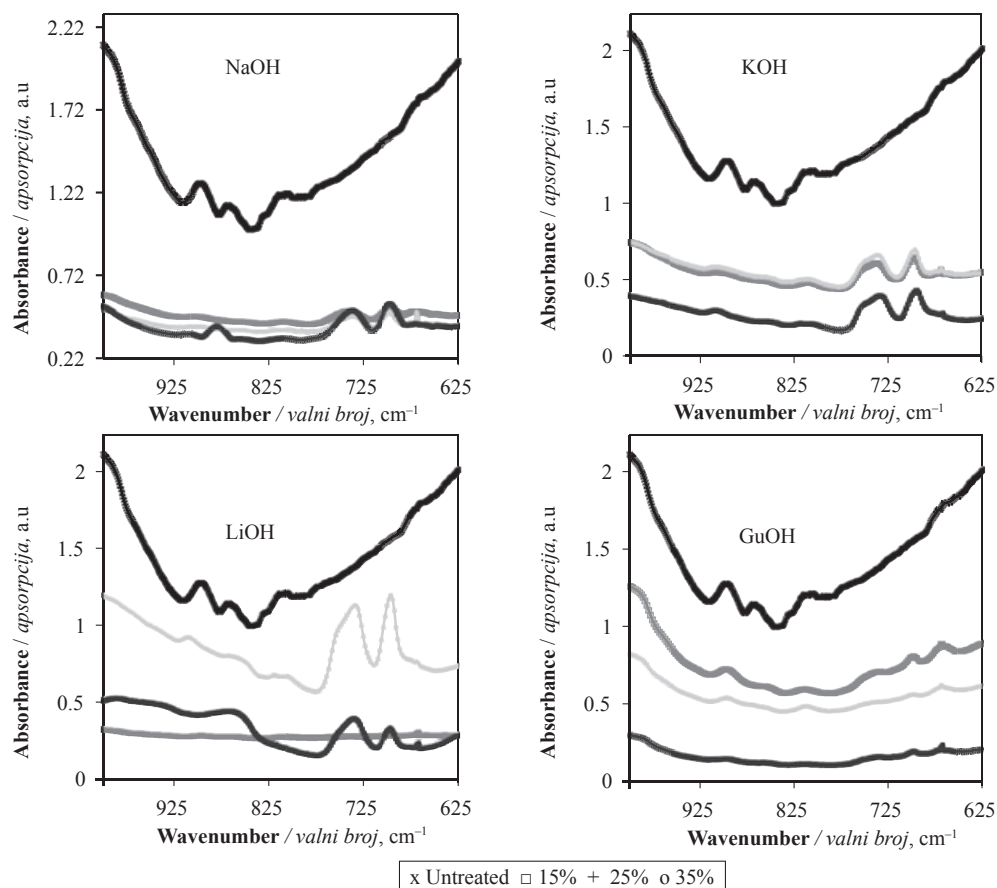 2.22
NaOH
1.72
1.22
0.72
0.22
925 825 725 625
Absorbance / apsorpcija, a.u
Wavenumber / valni broj, cm⁻¹
2
KOH
1.5
1
0.5
0
925 825 725 625
Absorbance / apsorpcija, a.u
Wavenumber / valni broj, cm⁻¹
2
LiOH
1.5
1
0.5
0
925 825 725 625
Absorbance / apsorpcija, a.u
Wavenumber / valni broj, cm⁻¹
2
GuOH
1.5
1
0.5
0
925 825 725 625
Absorbance / apsorpcija, a.u
Wavenumber / valni broj, cm⁻¹
x Untreated □ 15% + 25% o 35%